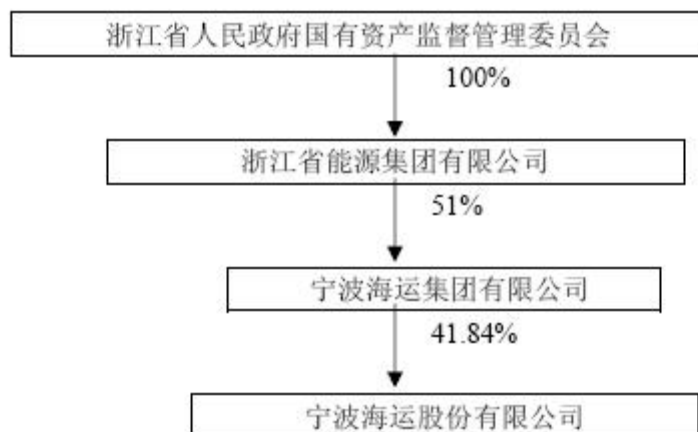 浙江省人民政府国有资产监督管理委员会
100%
浙江省能源集团有限公司
51%
宁波海运集团有限公司
41.84%
宁波海运股份有限公司